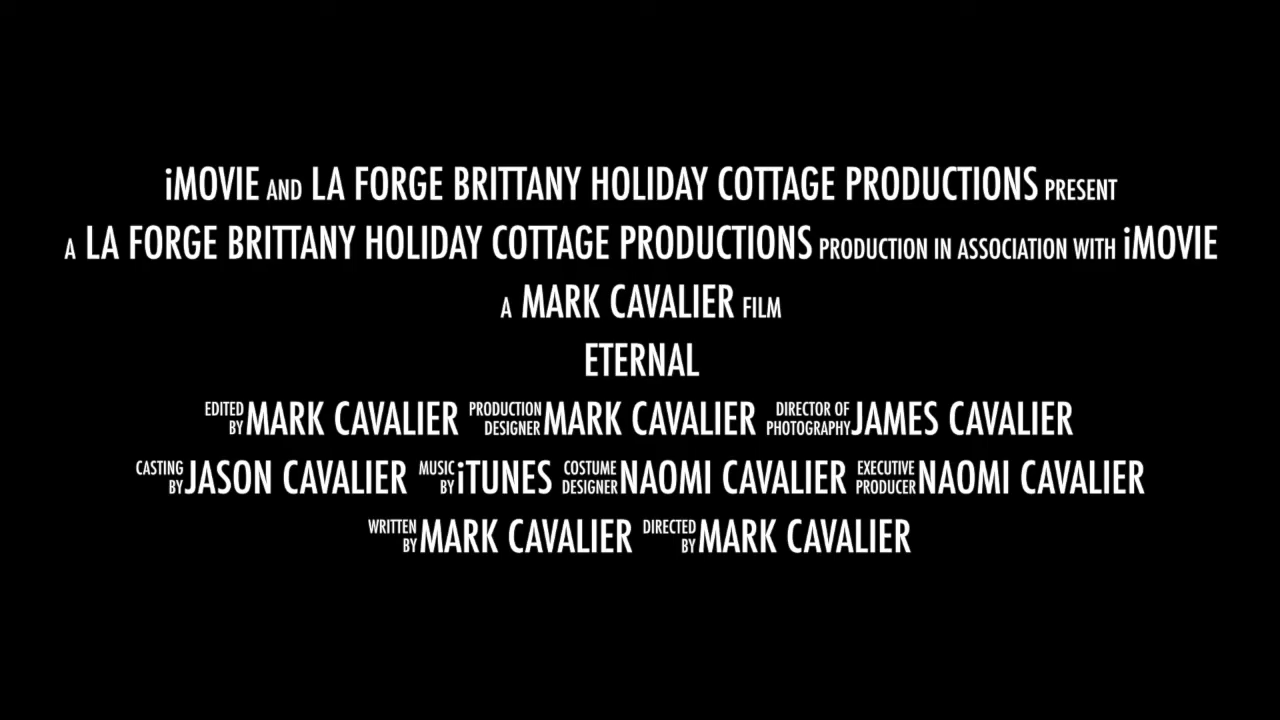 iMOVIE AND LA FORGE BRITTANY HOLIDAY COTTAGE PRODUCTIONS PRESENT
A LA FORGE BRITTANY HOLIDAY COTTAGE PRODUCTIONS PRODUCTION IN ASSOCIATION WITH iMOVIE
A MARK CAVALIER FILM
ETERNAL
EDITED BY MARK CAVALIER PRODUCTION DESIGNER MARK CAVALIER DIRECTOR OF PHOTOGRAPHY JAMES CAVALIER
CASTING BY JASON CAVALIER MUSIC BY iTUNES COSTUME DESIGNER NAOMI CAVALIER EXECUTIVE PRODUCER NAOMI CAVALIER
WRITTEN BY MARK CAVALIER DIRECTED BY MARK CAVALIER